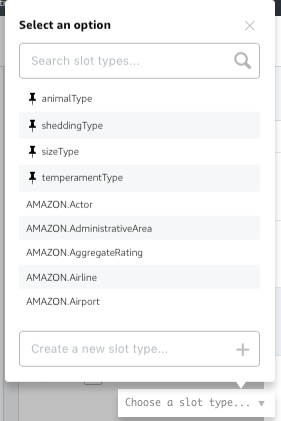 Select an option
Search slot types...
animalType
sheddingType
sizeType
temperamentType
AMAZON.Actor
AMAZON.AdministrativeArea
AMAZON.AggregateRating
AMAZON.Airline
AMAZON.Airport
Create a new slot type...
Choose a slot type...